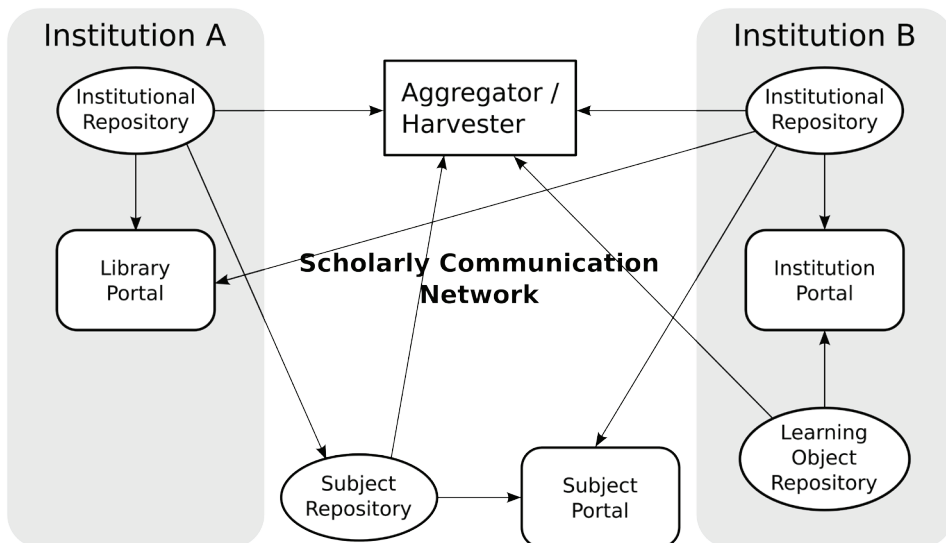 Institution A
Institution B
Institutional
Repository
Aggregator /
Harvester
Institutional
Repository
Library
Portal
Scholarly Communication
Network
Institution
Portal
Subject
Repository
Subject
Portal
Learning
Object
Repository